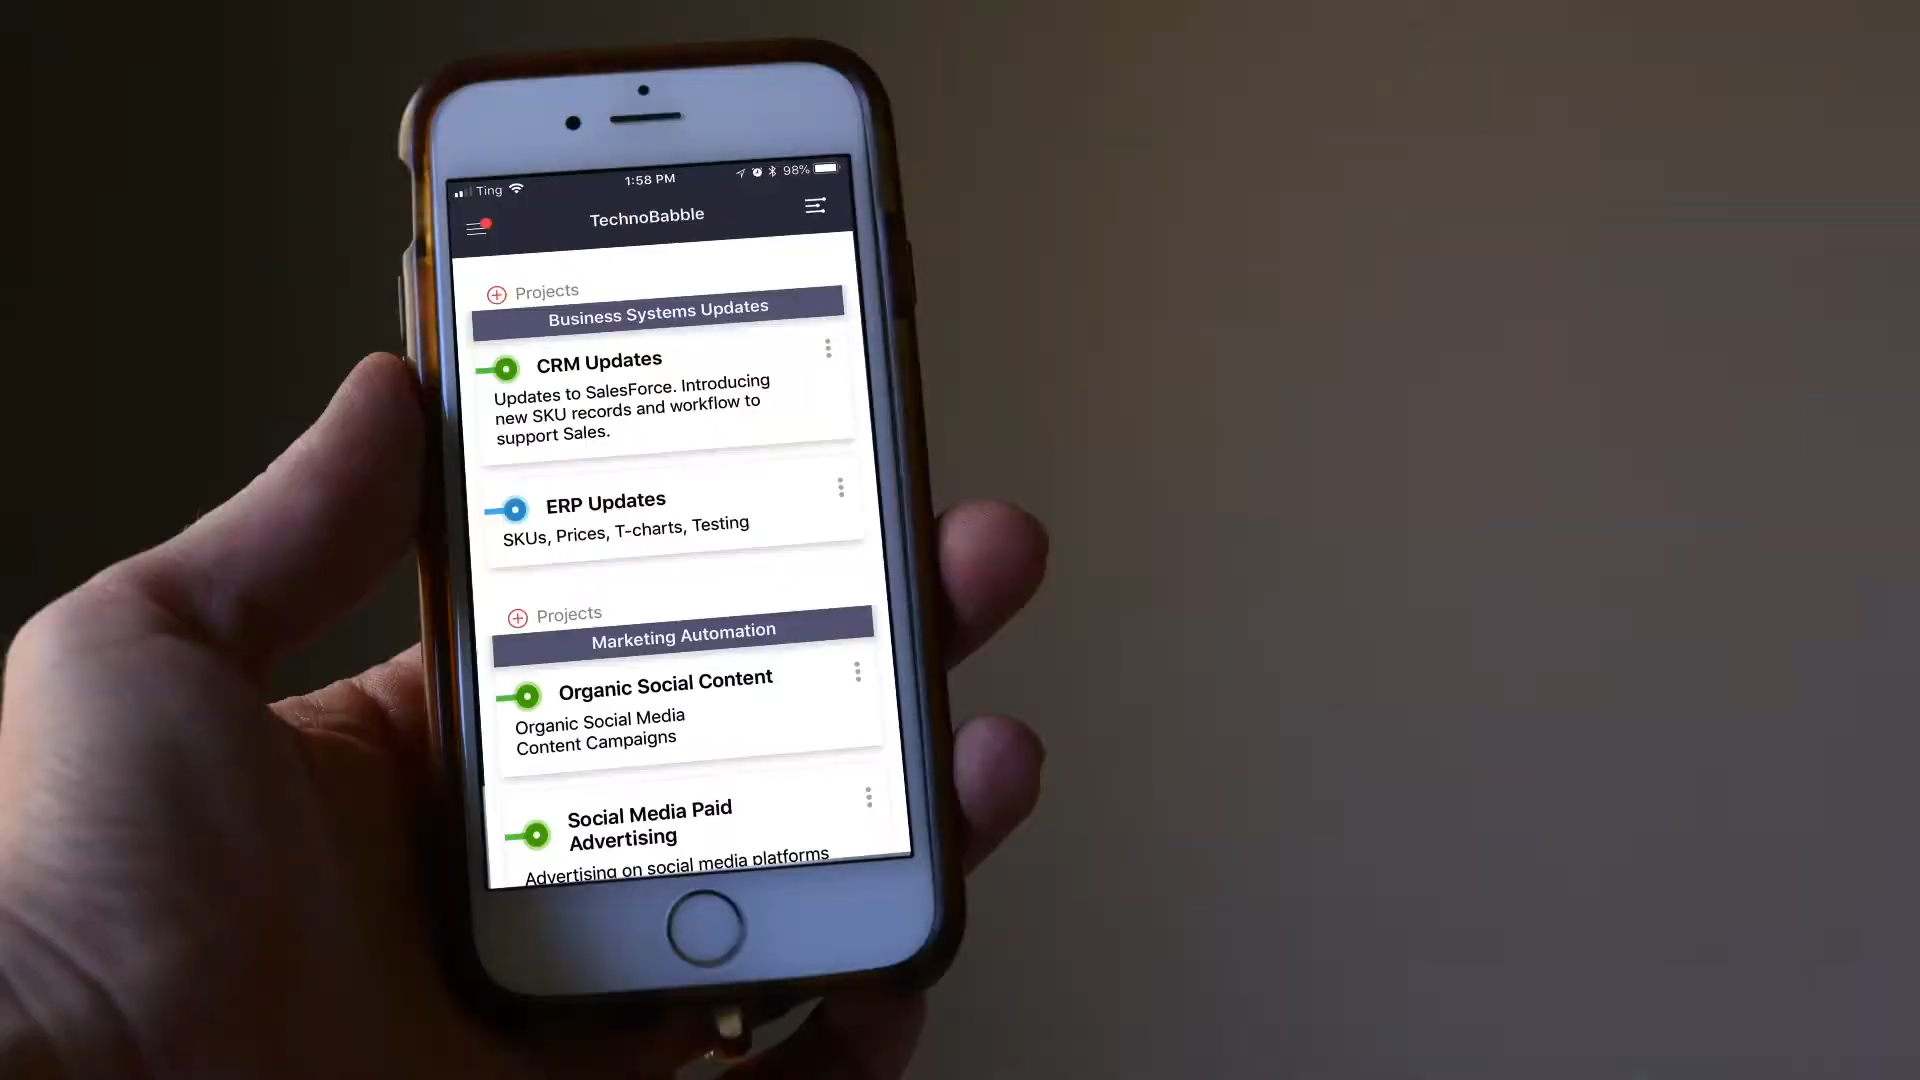 Ting 1:58 PM 98%
TechnoBabble
Projects
Business Systems Updates
CRM Updates
Updates to SalesForce. Introducing
new SKU records and workflow to
support Sales.
ERP Updates
SKUs, Prices, T-charts, Testing
Projects
Marketing Automation
Organic Social Content
Organic Social Media
Content Campaigns
Social Media Paid
Advertising
Advertising on social media platforms